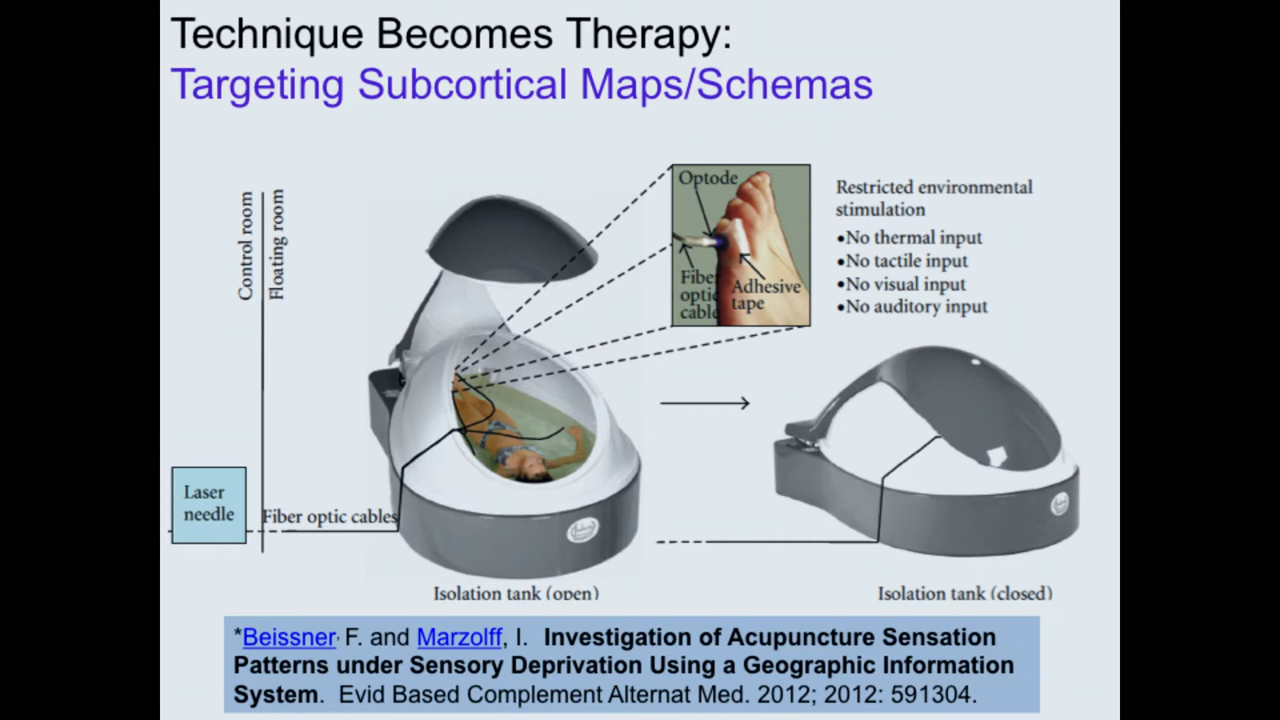 Technique Becomes Therapy:
Targeting Subcortical Maps/Schemas
Control room
Floating room
Optode
Fiber
optic
cable
Adhesive
tape
Restricted environmental
stimulation
•No thermal input
•No tactile input
•No visual input
•No auditory input
Laser
needle
Fiber optic cables
Isolation tank (open)
Isolation tank (closed)
*Beissner, F. and Marzolff, I. Investigation of Acupuncture Sensation
Patterns under Sensory Deprivation Using a Geographic Information
System. Evid Based Complement Alternat Med. 2012; 2012: 591304.